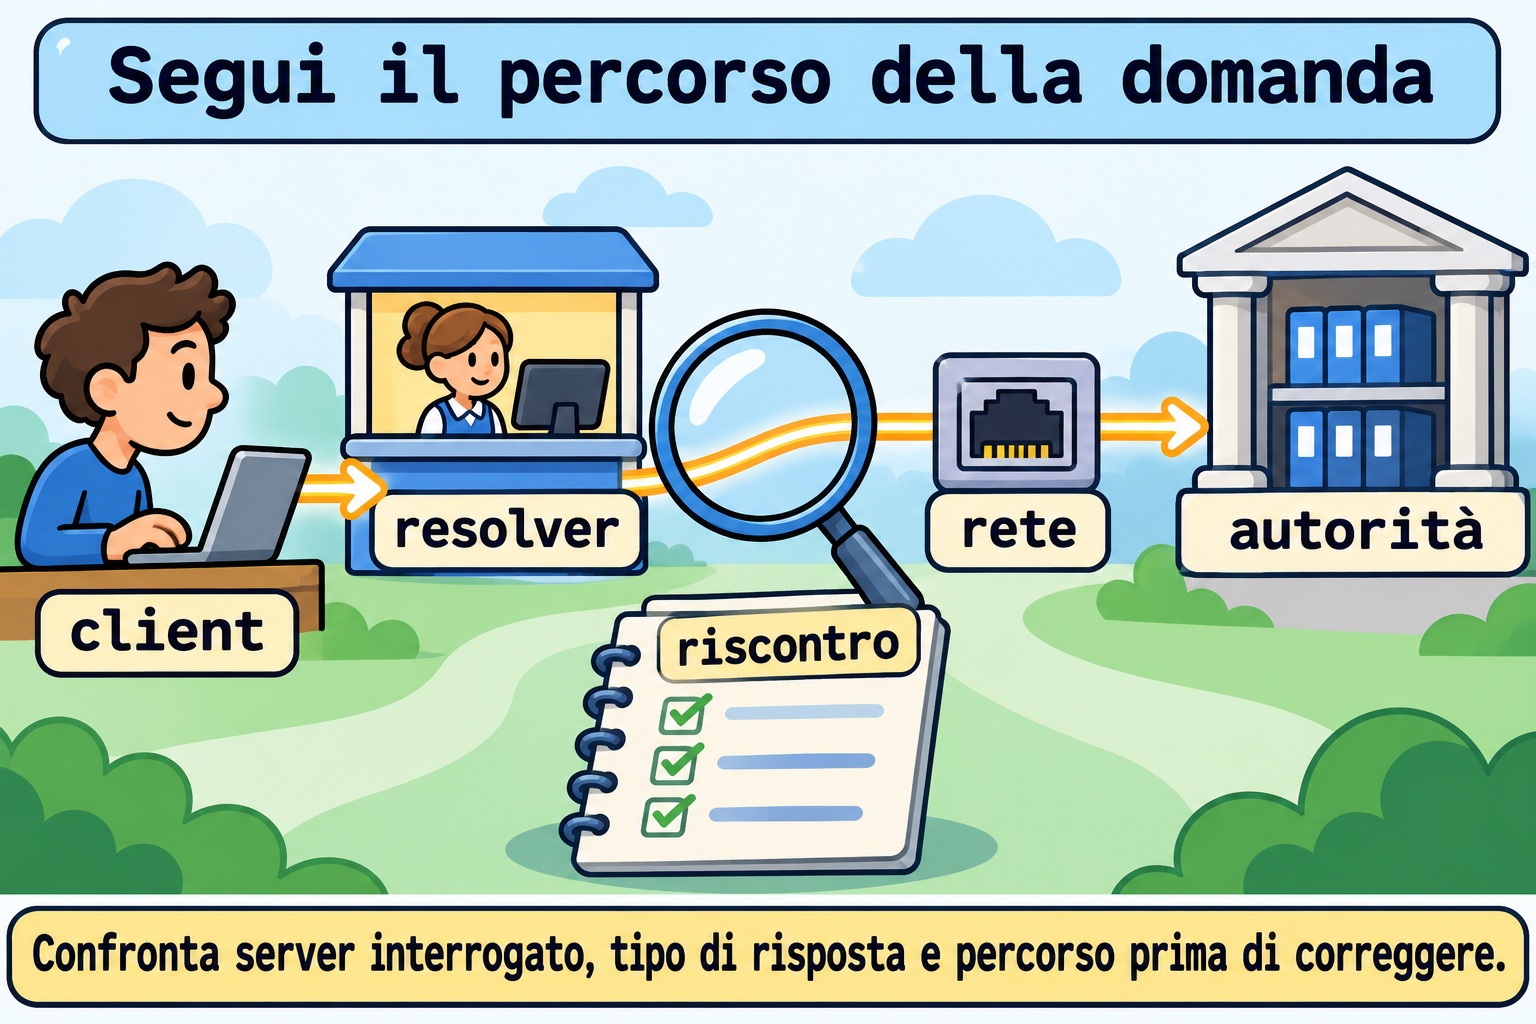 Segui il percorso della domanda
client
resolver
rete
autorità
riscontro
Confronta server interrogato, tipo di risposta e percorso prima di correggere.